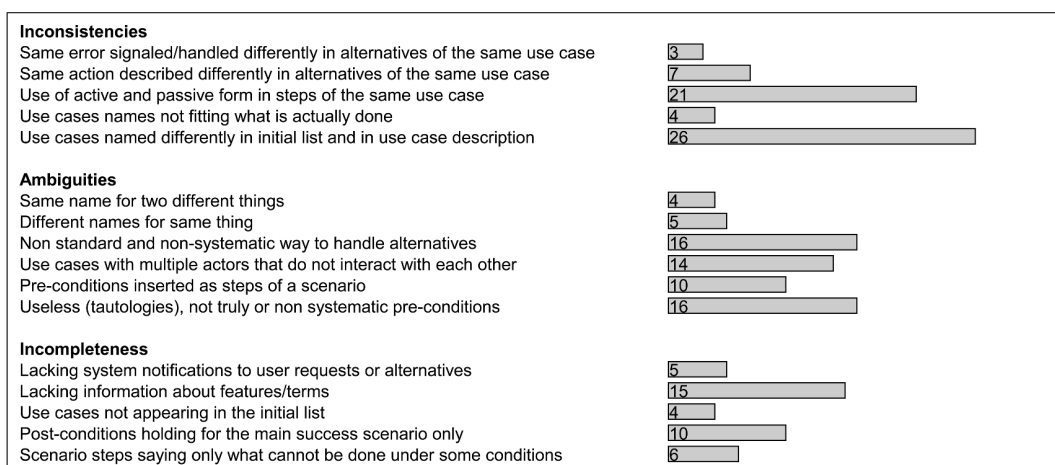 Inconsistencies
Same error signaled/handled differently in alternatives of the same use case 3
Same action described differently in alternatives of the same use case 7
Use of active and passive form in steps of the same use case 21
Use cases names not fitting what is actually done 4
Use cases named differently in initial list and in use case description 26
Ambiguities
Same name for two different things 4
Different names for same thing 5
Non standard and non-systematic way to handle alternatives 16
Use cases with multiple actors that do not interact with each other 14
Pre-conditions inserted as steps of a scenario 10
Useless (tautologies), not truly or non systematic pre-conditions 16
Incompleteness
Lacking system notifications to user requests or alternatives 5
Lacking information about features/terms 15
Use cases not appearing in the initial list 4
Post-conditions holding for the main success scenario only 10
Scenario steps saying only what cannot be done under some conditions 6